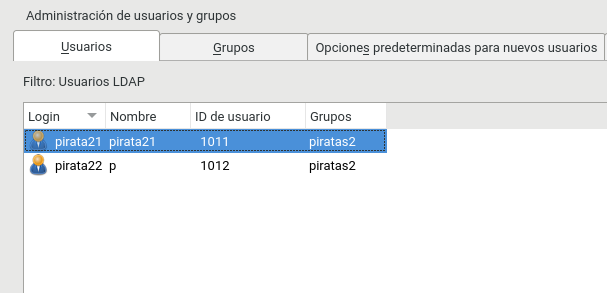 Administración de usuarios y grupos
Usuarios Grupos Opciones predeterminadas para nuevos usuarios
Filtro: Usuarios LDAP
Login Nombre ID de usuario Grupos
pirata21 pirata21 1011 piratas2
pirata22 p 1012 piratas2